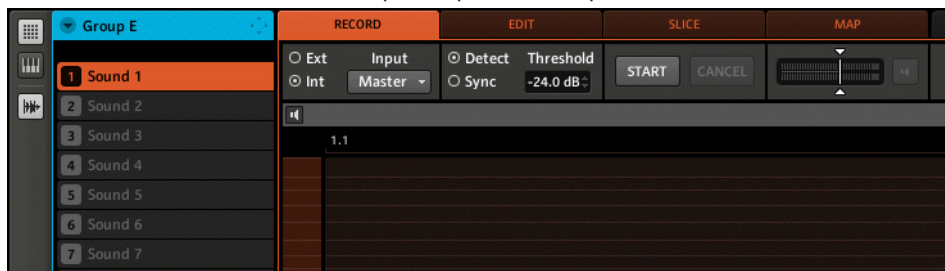 Group E
RECORD EDIT SLICE MAP
Ext Input Detect Threshold
Int Master Sync -24.0 dB START CANCEL
1 Sound 1
2 Sound 2
3 Sound 3
1.1
4 Sound 4
5 Sound 5
6 Sound 6
7 Sound 7